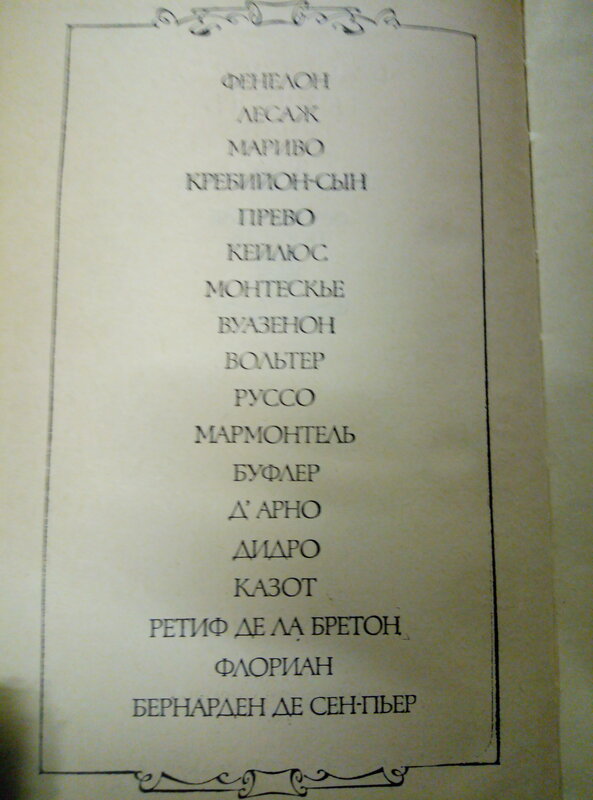 ФЕНЕЛОН
ЛЕСАЖ
МАРИВО
КРЕБИЙОН-СЫН
ПРЕВО
КЕЙЛЮС
МОНТЕСКЬЕ
ВУАЗЕНОН
ВОЛЬТЕР
РУССО
МАРМОНТЕЛЬ
БУФЛЕР
Д' АРНО
ДИДРО
КАЗОТ
РЕТИФ ДЕ ЛА БРЕТОН
ФЛОРИАН
БЕРНАРДЕН ДЕ СЕН-ПЬЕР